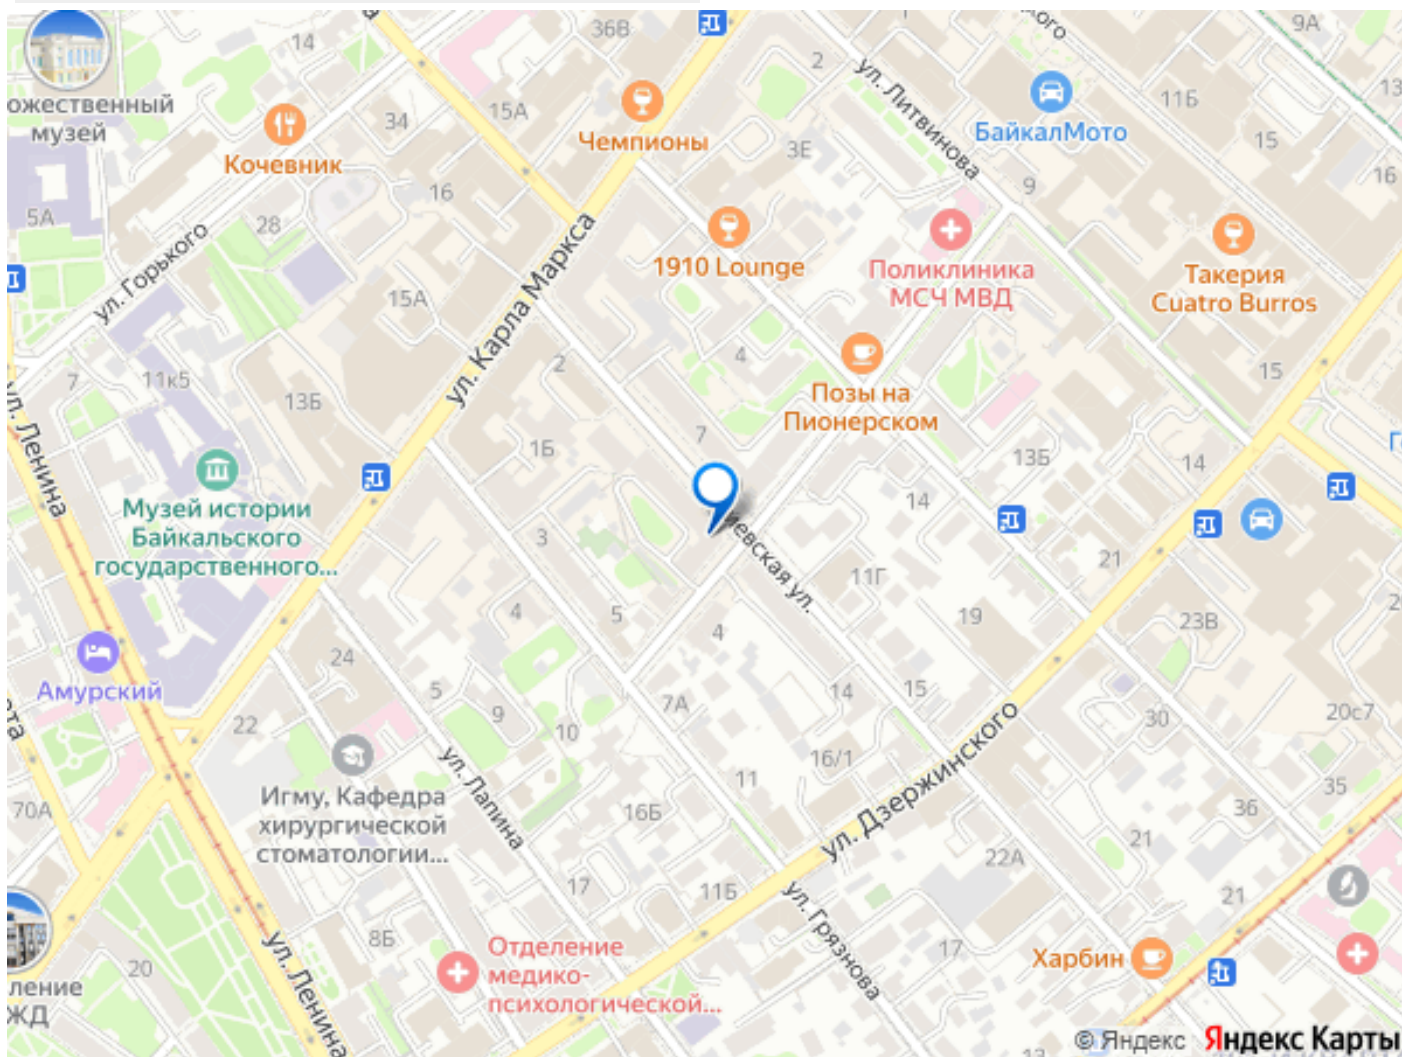 36В
14
ького
9А
2
ул. Литвинова
13
11Б
15А
34
ожественный
музей
Чемпионы
БайкалМото
15
Кочевник
3Е
16
16
9
5А
28
ул. Горького
ул. Карла Маркса
1910 Lounge
Поликлиника
МСЧ МВД
Такерия
Cuatro Burros
15А
4
2
7
11к5
13Б
15
Позы на
Пионерском
ул. Ленина
7
1Б
13Б
14
14
Музей истории
Байкальского
государственного...
3
иевская ул.
11Г
21
4
5
4
19
23В
24
Амурский
5
7А
14
15
9
10
22
30
20с7
ул. Лапина
16/1
11
ул. Дзержинского
35
Игму, Кафедра
хирургической
стоматологии...
70А
16Б
36
21
22А
17
11Б
ул. Грязнова
21
8Б
ул. Ленина
17
Отделение
медико-
психологической...
Харбин
20
ление
ЖД
13
© Яндекс Яндекс Карты